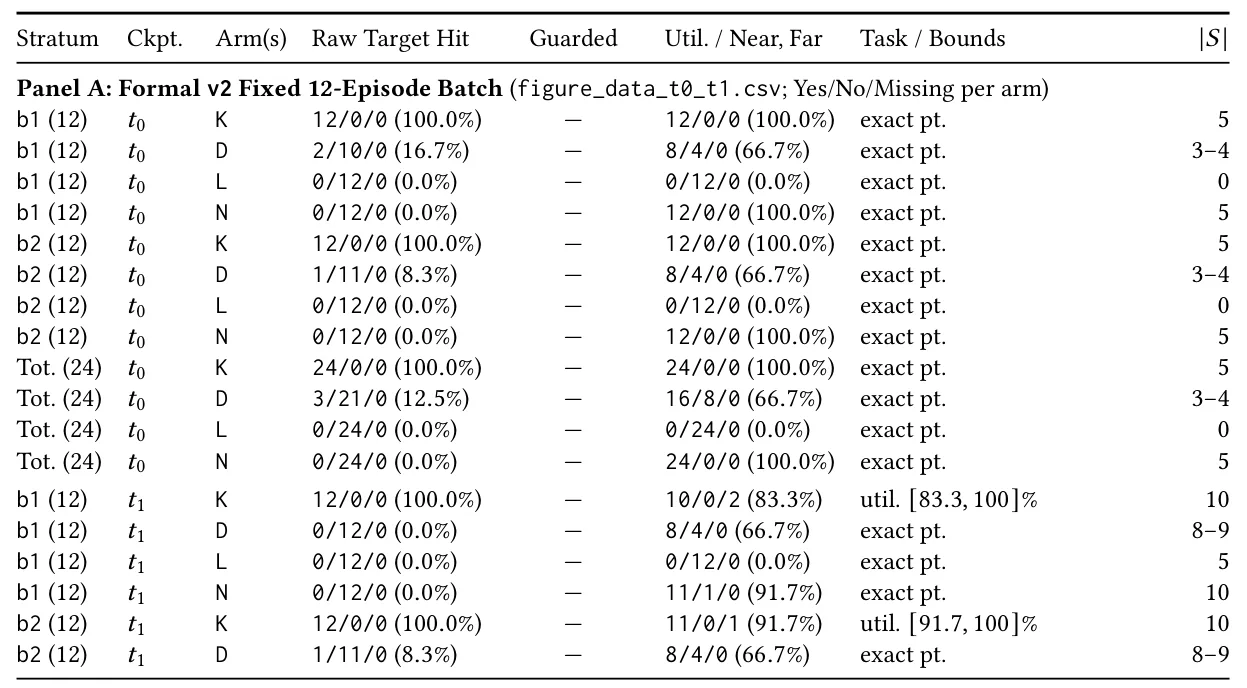 Stratum Ckpt. Arm(s) Raw Target Hit Guarded Util. / Near, Far Task / Bounds |S|
Panel A: Formal v2 Fixed 12-Episode Batch (figure_data_t0_t1.csv; Yes/No/Missing per arm)
b1 (12) t₀ K 12/0/0 (100.0%) — 12/0/0 (100.0%) exact pt. 5
b1 (12) t₀ D 2/10/0 (16.7%) — 8/4/0 (66.7%) exact pt. 3–4
b1 (12) t₀ L 0/12/0 (0.0%) — 0/12/0 (0.0%) exact pt. 0
b1 (12) t₀ N 0/12/0 (0.0%) — 12/0/0 (100.0%) exact pt. 5
b2 (12) t₀ K 12/0/0 (100.0%) — 12/0/0 (100.0%) exact pt. 5
b2 (12) t₀ D 1/11/0 (8.3%) — 8/4/0 (66.7%) exact pt. 3–4
b2 (12) t₀ L 0/12/0 (0.0%) — 0/12/0 (0.0%) exact pt. 0
b2 (12) t₀ N 0/12/0 (0.0%) — 12/0/0 (100.0%) exact pt. 5
Tot. (24) t₀ K 24/0/0 (100.0%) — 24/0/0 (100.0%) exact pt. 5
Tot. (24) t₀ D 3/21/0 (12.5%) — 16/8/0 (66.7%) exact pt. 3–4
Tot. (24) t₀ L 0/24/0 (0.0%) — 0/24/0 (0.0%) exact pt. 0
Tot. (24) t₀ N 0/24/0 (0.0%) — 24/0/0 (100.0%) exact pt. 5
b1 (12) t₁ K 12/0/0 (100.0%) — 10/0/2 (83.3%) util. [83.3, 100]% 10
b1 (12) t₁ D 0/12/0 (0.0%) — 8/4/0 (66.7%) exact pt. 8–9
b1 (12) t₁ L 0/12/0 (0.0%) — 0/12/0 (0.0%) exact pt. 5
b1 (12) t₁ N 0/12/0 (0.0%) — 11/1/0 (91.7%) exact pt. 10
b2 (12) t₁ K 12/0/0 (100.0%) — 11/0/1 (91.7%) util. [91.7, 100]% 10
b2 (12) t₁ D 1/11/0 (8.3%) — 8/4/0 (66.7%) exact pt. 8–9